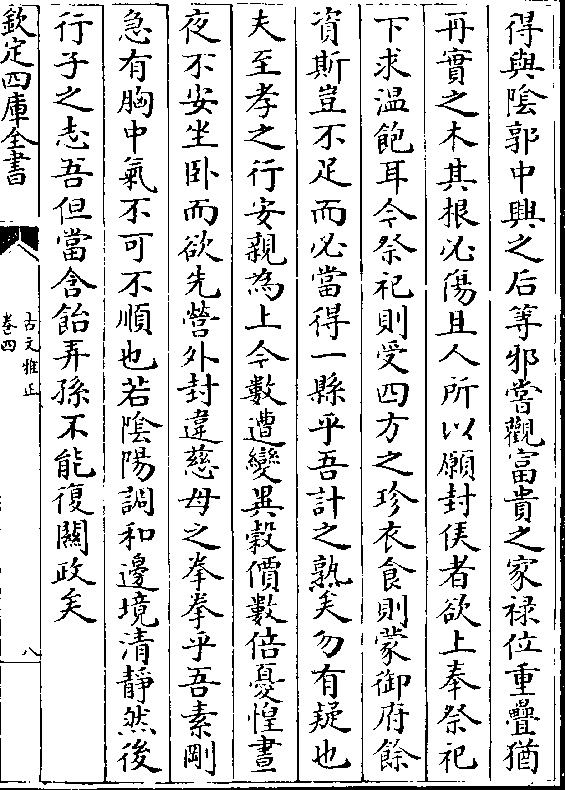 得與陰郭中興之后等邪嘗觀富貴之家禄位重疊猶
再實之木其根必傷且人所以願封侯者欲上奉祭祀
下求温飽耳今祭祀則受四方之珍衣食則蒙御府餘
資斯豈不足而必當得一縣乎吾計之熟矣勿有疑也
夫至孝之行安親為上今數遭變異穀價數倍憂惶晝
夜不安坐卧而欲先營外封違慈母之拳拳乎吾素剛
急有胸中氣不可不順也若陰陽調和邊境清靜然後
行子之志吾但當含飴弄孫不能復關政矣
欽定四庫全書
古文雅正
卷四
八